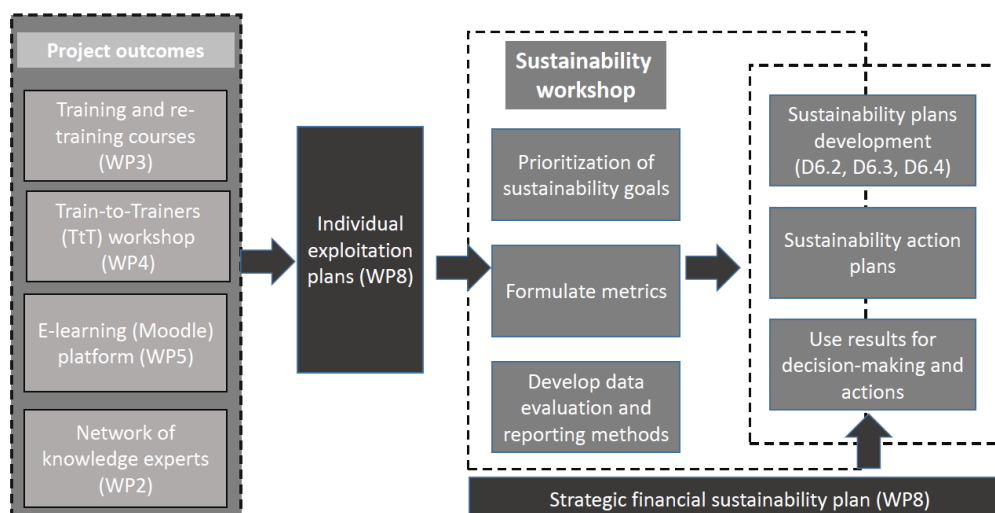 Project outcomes
Training and re-
training courses
(WP3)
Train-to-Trainers
(TtT) workshop
(WP4)
E-learning (Moodle)
platform (WP5)
Network of
knowledge experts
(WP2)
Individual
exploitation
plans (WP8)
Sustainability
workshop
Prioritization of
sustainability goals
Formulate metrics
Develop data
evaluation and
reporting methods
Sustainability plans
development
(D6.2, D6.3, D6.4)
Sustainability action
plans
Use results for
decision-making and
actions
Strategic financial sustainability plan (WP8)